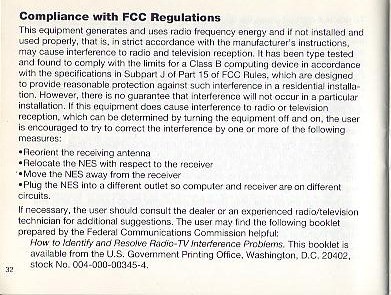 Compliance with FCC Regulations
This equipment generates and uses radio frequency energy and if not installed and
used properly, that is, in strict accordance with the manufacturer's instructions,
may cause interference to radio and television reception. It has been type tested
and found to comply with the limits for a Class B computing device in accordance
with the specifications in Subpart J of Part 15 of FCC Rules, which are designed
to provide reasonable protection against such interference in a residential installa-
tion. However, there is no guarantee that interference will not occur in a particular
installation. If this equipment does cause interference to radio or television
reception, which can be determined by turning the equipment off and on, the user
is encouraged to try to correct the interference by one or more of the following
measures:
•Reorient the receiving antenna
•Relocate the NES with respect to the receiver
•Move the NES away from the receiver
•Plug the NES into a different outlet so computer and receiver are on different
circuits.
If necessary, the user should consult the dealer or an experienced radio/television
technician for additional suggestions. The user may find the following booklet
prepared by the Federal Communications Commission helpful:
How to Identify and Resolve Radio-TV Interference Problems. This booklet is
available from the U.S. Government Printing Office, Washington, D.C. 20402,
stock No. 004-000-00345-4.
32